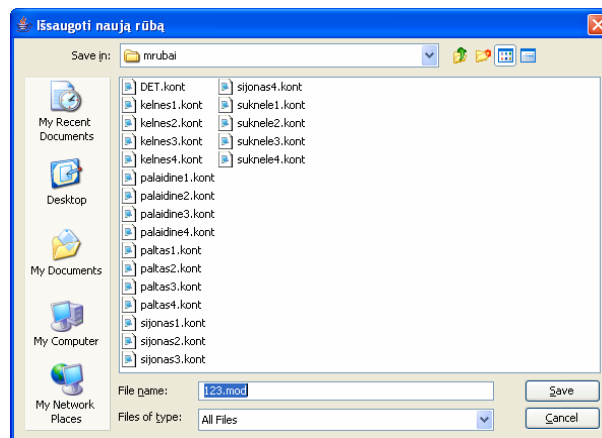 Išsaugoti naują rūbą
Save in: mrubai
My Recent
Documents
Desktop
My Documents
My Computer
My Network
Places
DET.kont
kelnes1.kont
kelnes2.kont
kelnes3.kont
kelnes4.kont
palaidine1.kont
palaidine2.kont
palaidine3.kont
palaidine4.kont
paltas1.kont
paltas2.kont
paltas3.kont
paltas4.kont
sijonas1.kont
sijonas2.kont
sijonas3.kont
sijonas4.kont
suknele1.kont
suknele2.kont
suknele3.kont
suknele4.kont
File name: 123.mod
Save
Files of type: All Files
Cancel